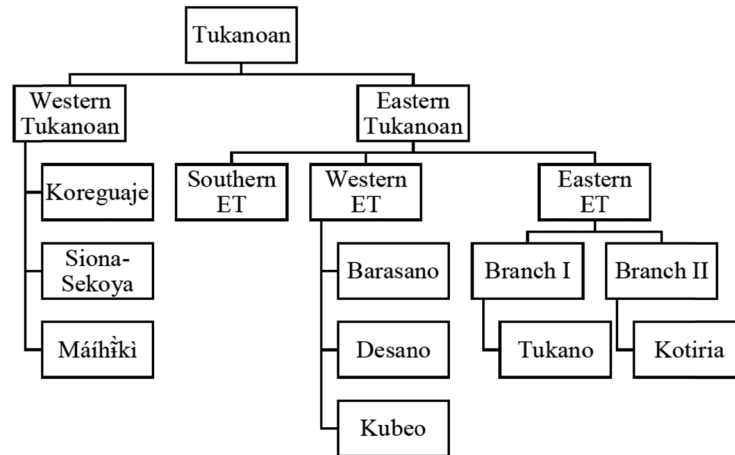 Tukanoan
Western
Tukanoan
Eastern
Tukanoan
Southern
ET
Western
ET
Eastern
ET
Koreguaje
Siona-
Sekoya
Máíhɨ̃̀kì
Barasano
Desano
Kubeo
Branch I
Branch II
Tukano
Kotiria